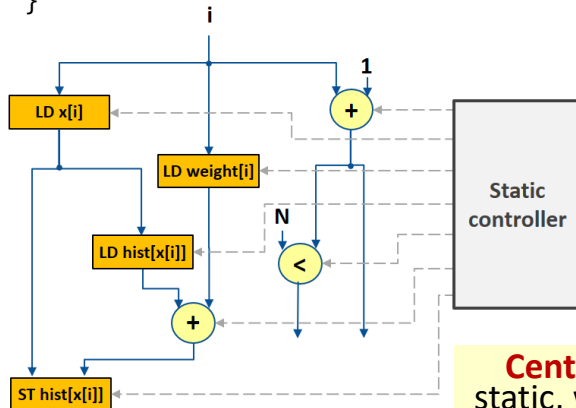 }
i
1
LD x[i]
+
LD weight[i]
Static
controller
N
LD hist[x[i]]
<
+
ST hist[x[i]]
Cent
static,